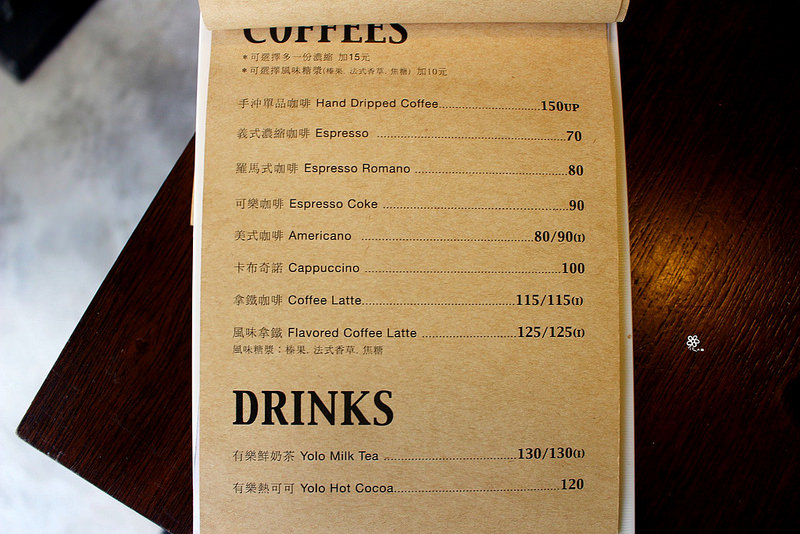 COFFEES
*可選擇多一份濃縮 加15元
*可選擇風味糖漿(榛果. 法式香草. 焦糖) 加10元
手沖單品咖啡 Hand Dripped Coffee 150UP
義式濃縮咖啡 Espresso 70
羅馬式咖啡 Espresso Romano 80
可樂咖啡 Espresso Coke 90
美式咖啡 Americano 80/90(I)
卡布奇諾 Cappuccino 100
拿鐵咖啡 Coffee Latte 115/115(I)
風味拿鐵 Flavored Coffee Latte 125/125(I)
風味糖漿：榛果. 法式香草. 焦糖
DRINKS
有樂鮮奶茶 Yolo Milk Tea 130/130(I)
有樂熱可可 Yolo Hot Cocoa 120